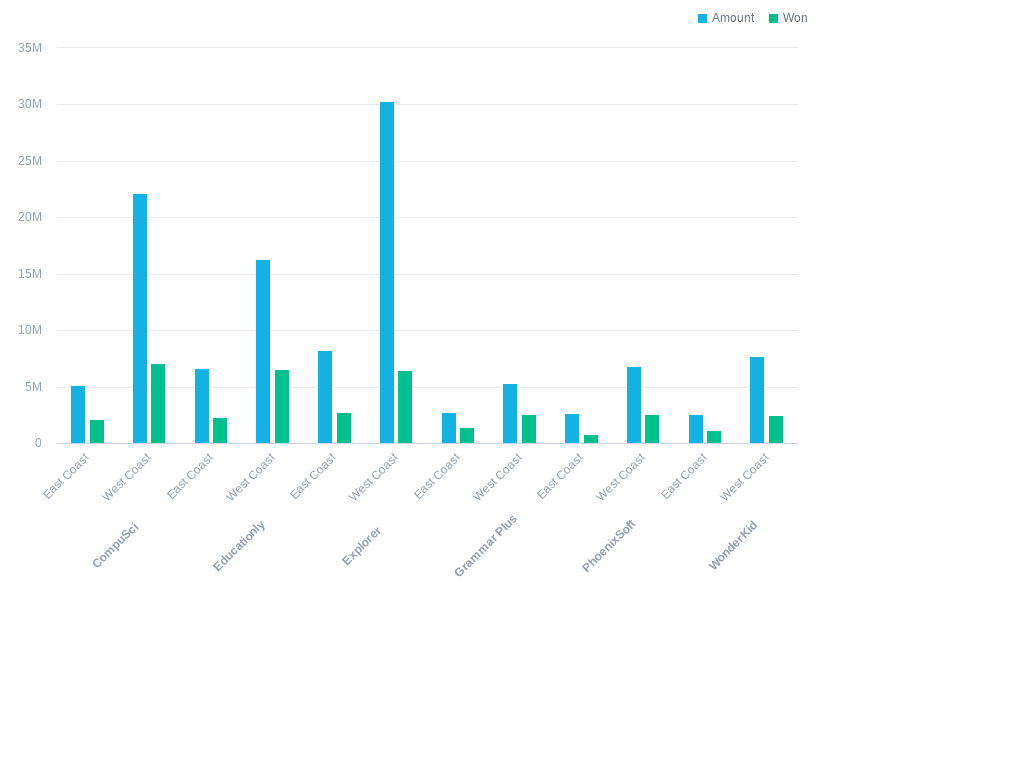 Amount Won
35M
30M
25M
20M
15M
10M
5M
0
East Coast West Coast East Coast West Coast East Coast West Coast East Coast West Coast East Coast West Coast East Coast West Coast
CompuSci Educationly Explorer Grammar Plus PhoenixSoft WonderKid